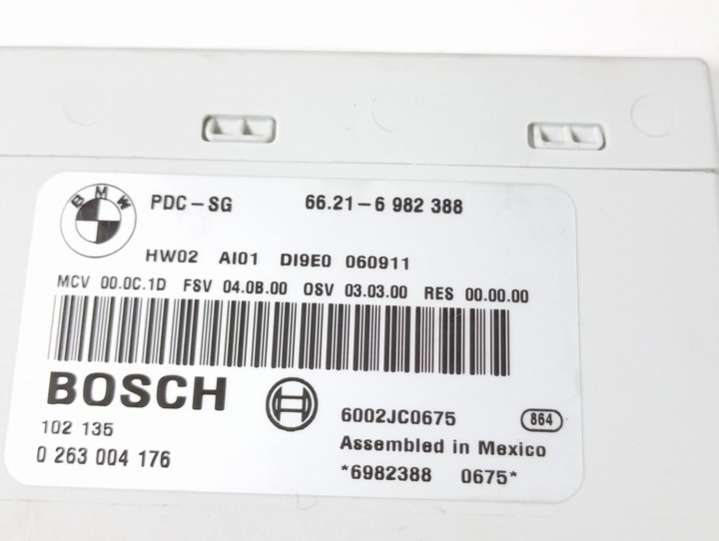 BMW
PDC-SG 66.21-6 982 388
HW02 AI01 DI9E0 060911
MCV 00.0C.1D FSV 04.0B.00 OSV 03.03.00 RES 00.00.00
BOSCH
6002JC0675 864
102 135
Assembled in Mexico
0 263 004 176
*6982388 0675*